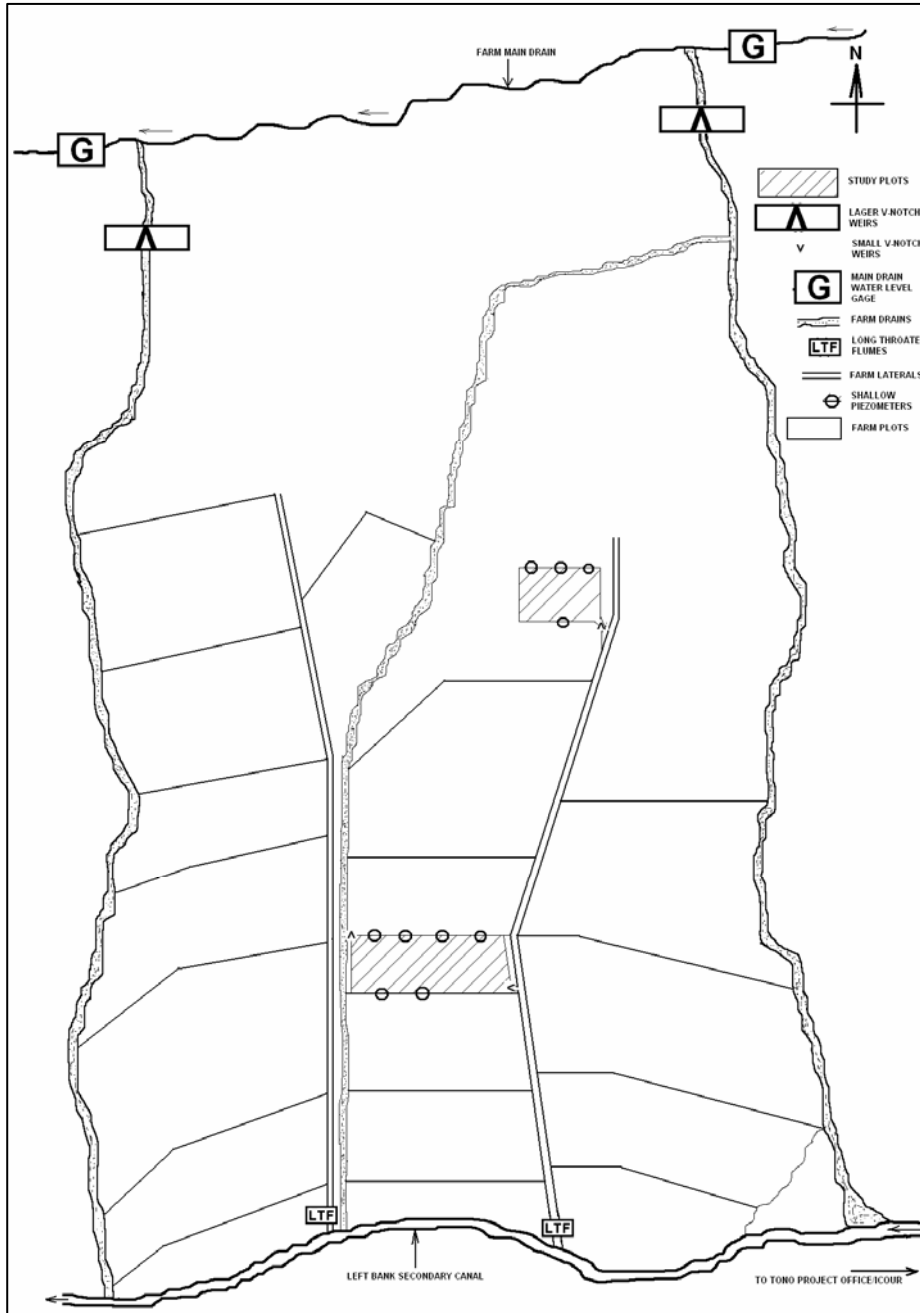 FARM MAIN DRAIN
G
N
G
STUDY PLOTS
LAGER V-NOTCH
WEIRS
V SMALL V-NOTCH
WEIRS
G MAIN DRAIN
WATER LEVEL
GAGE
FARM DRAINS
LTF LONG THROATE
FLUMES
FARM LATERALS
SHALLOW
PIEZOMETERS
FARM PLOTS
LTF
LTF
LEFT BANK SECONDARY CANAL
TO TONO PROJECT OFFICE/ICOUR